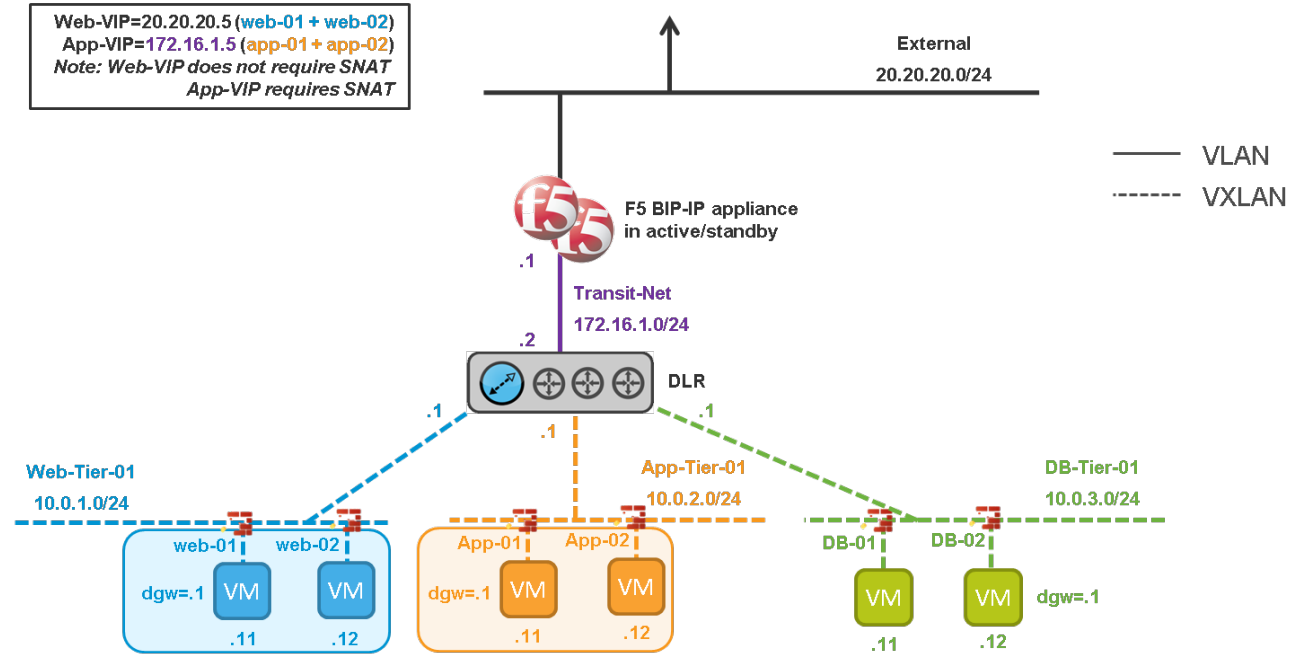 Web-VIP=20.20.20.5 (web-01 + web-02)
App-VIP=172.16.1.5 (app-01 + app-02)
Note: Web-VIP does not require SNAT
App-VIP requires SNAT
External
20.20.20.0/24
VLAN
VXLAN
f5
f5
F5 BIP-IP appliance
in active/standby
.1
Transit-Net
172.16.1.0/24
.2
DLR
.1
.1
.1
Web-Tier-01
10.0.1.0/24
App-Tier-01
10.0.2.0/24
DB-Tier-01
10.0.3.0/24
web-01
web-02
App-01
App-02
DB-01
DB-02
dgw=.1
VM
VM
dgw=.1
VM
VM
VM
VM
dgw=.1
.11
.12
.11
.12
.11
.12